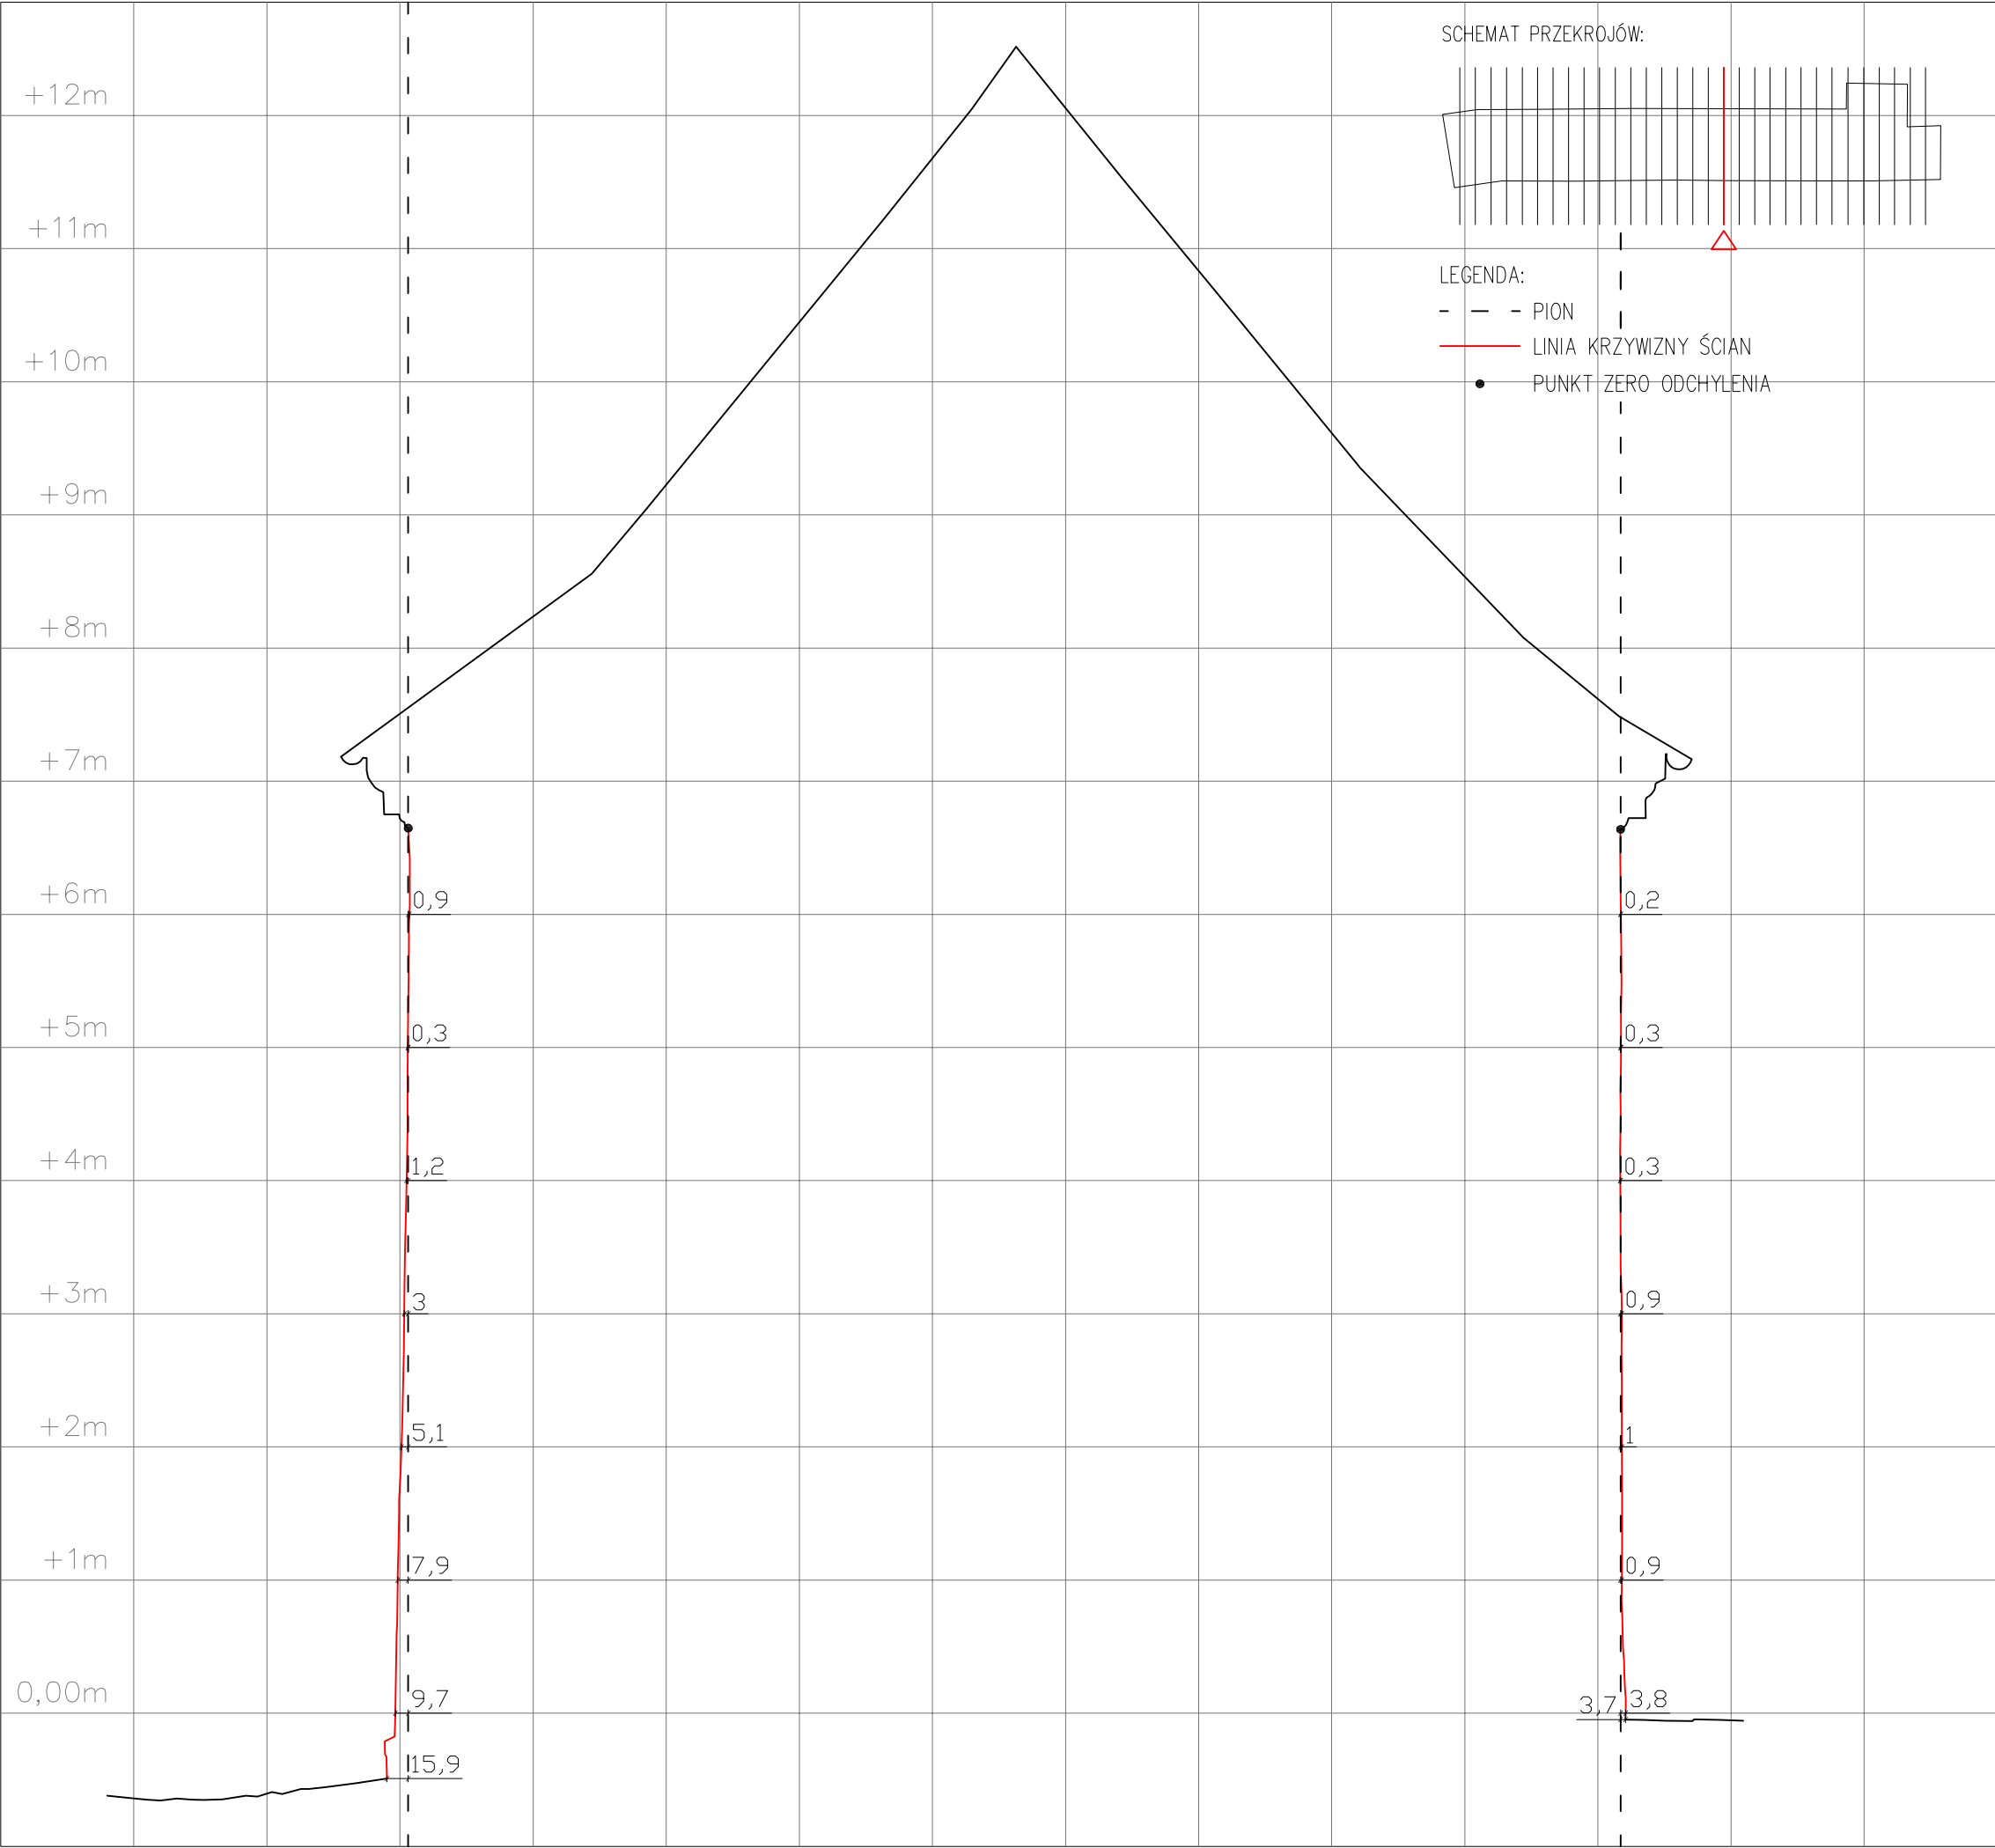 SCHEMAT PRZEKROJÓW:
+12m
+11m
LEGENDA:
PION
LINIA KRZYWIZNY ŚCIAN
+10m
PUNKT ZERO ODCHYLENIA
+9m
+8m
+7m
+6m 0,9 0,2
+5m 0,3 0,3
+4m 1,2 0,3
+3m 3 0,9
+2m 5,1 1
+1m 7,9 0,9
0,00m 9,7 3,7 3,8
15,9